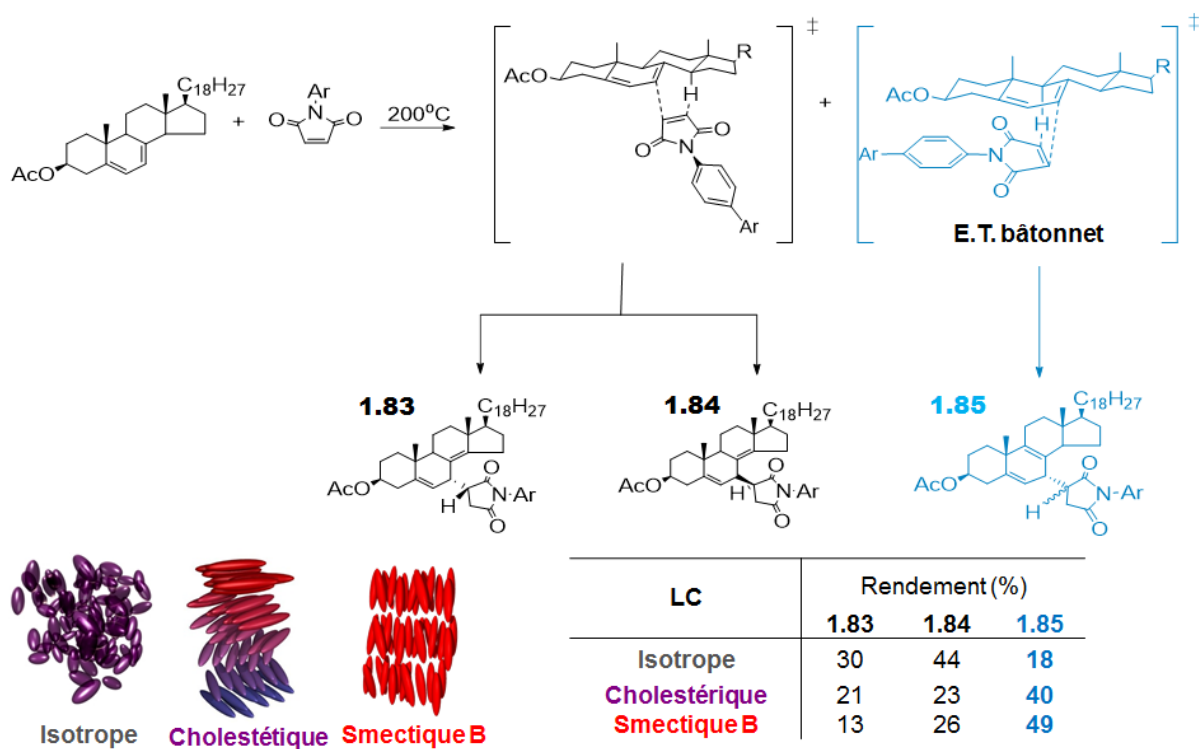 C18H27
AcO
+
Ar
N
O
O
200°C
‡
R
AcO
H
O
N
O
Ar
+
‡
R
AcO
H
O
Ar
N
O
E.T. bâtonnet
1.83
C18H27
AcO
H
O
N-Ar
O
1.84
C18H27
AcO
H
O
N-Ar
O
1.85
C18H27
AcO
H
O
N-Ar
O
Isotrope
Cholestétique
Smectique B
LC
Rendement (%)
1.83 1.84 1.85
Isotrope 30 44 18
Cholestérique 21 23 40
Smectique B 13 26 49